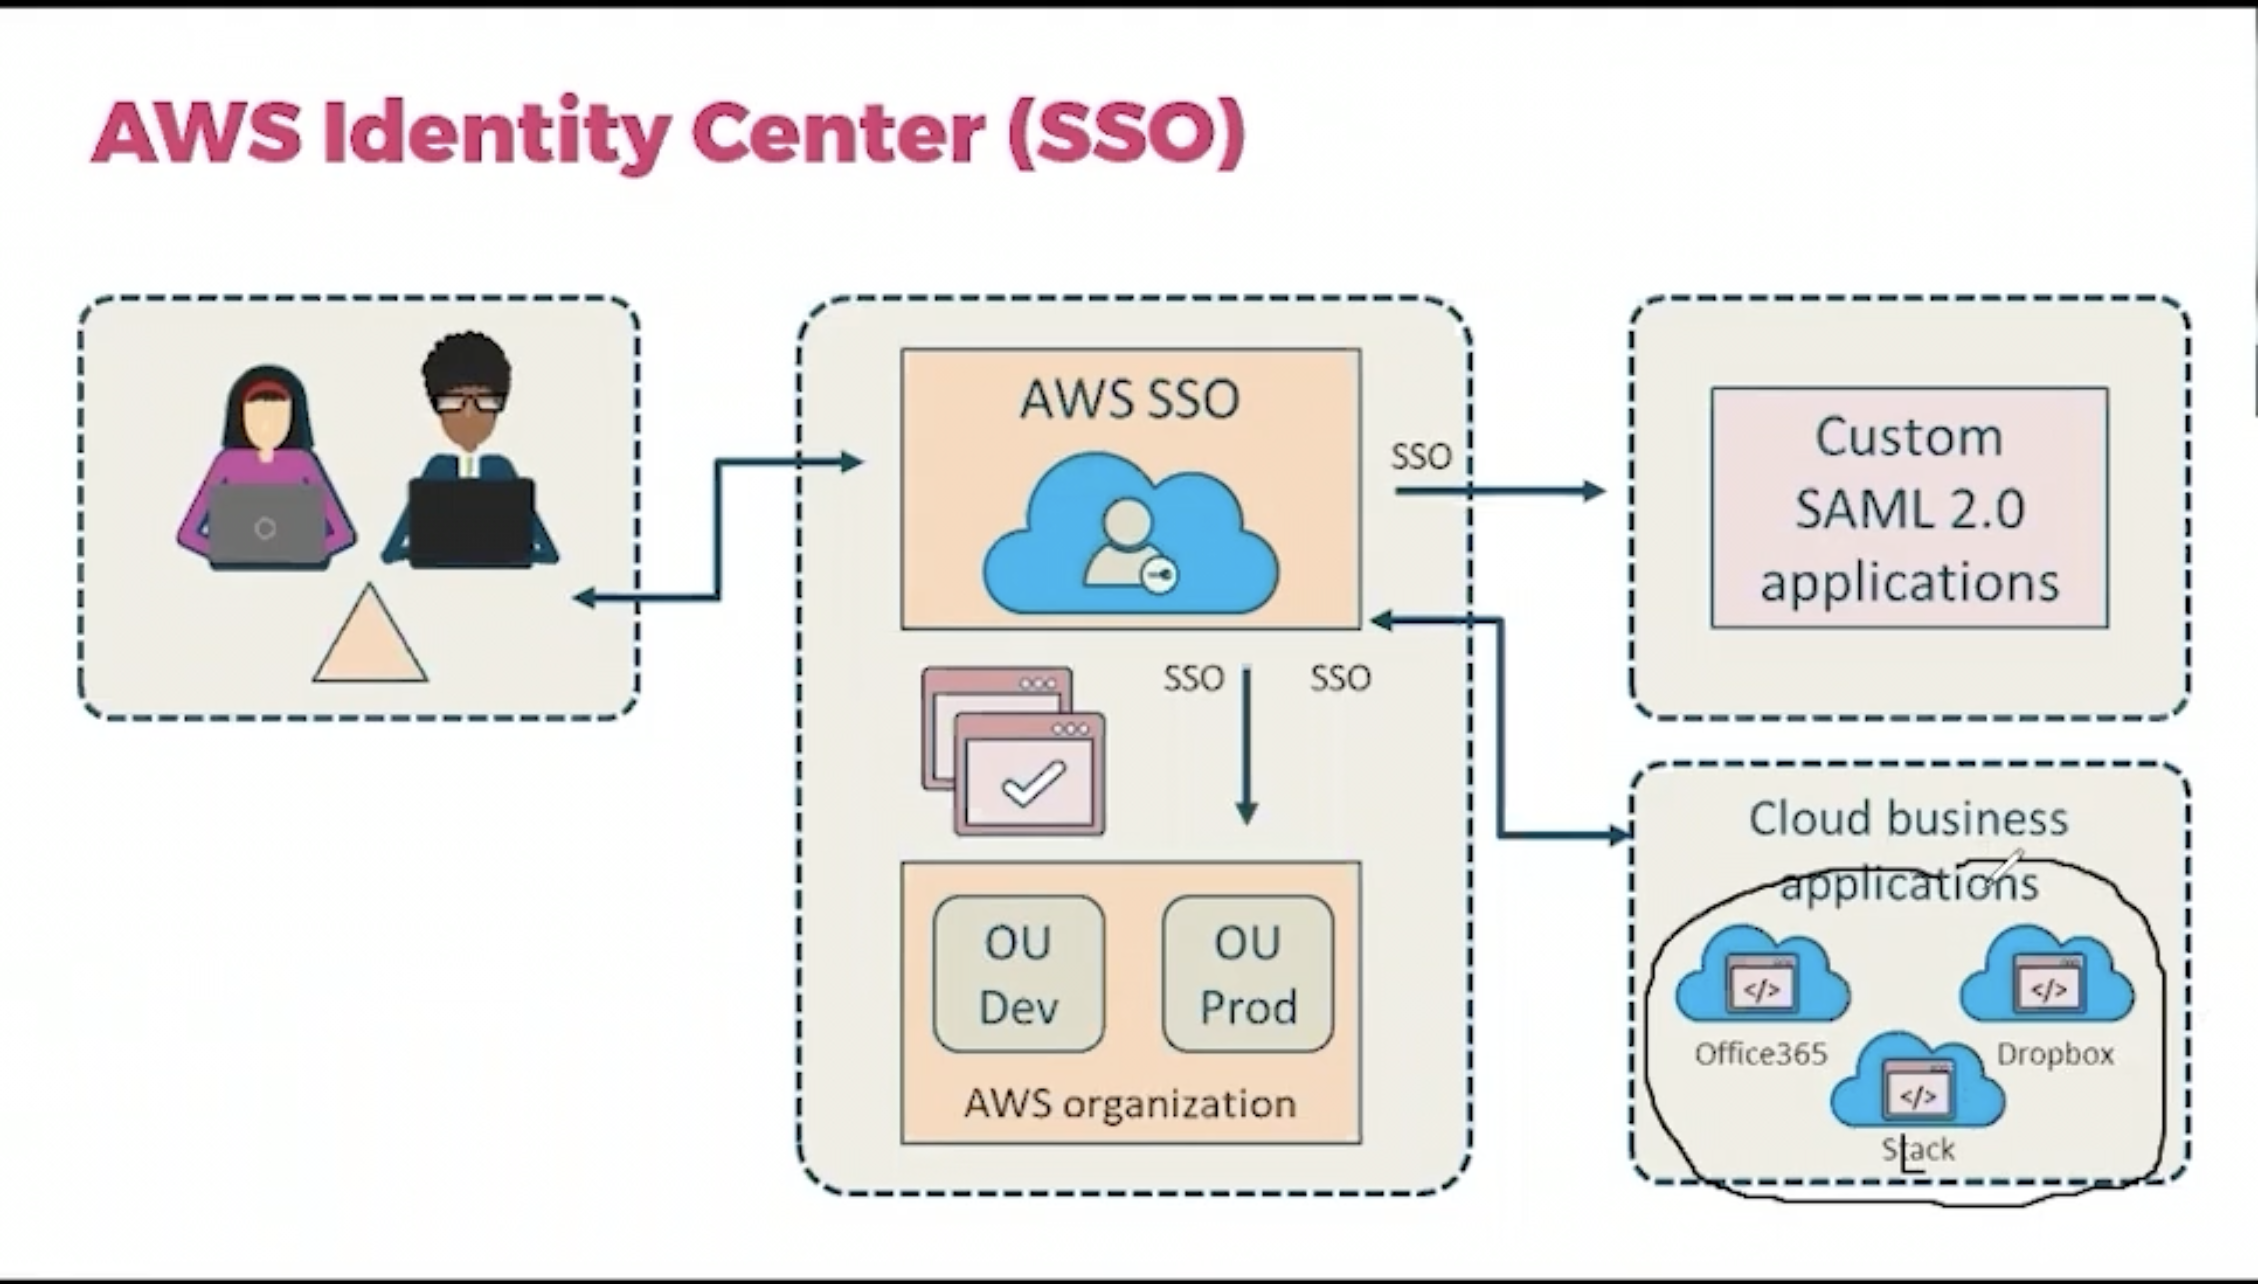 AWS Identity Center (SSO)
AWS SSO
SSO
Custom
SAML 2.0
applications
SSO
SSO
OU
Dev
OU
Prod
AWS organization
Cloud business
applications
</>
</>
Office365
Dropbox
</>
Stack
L